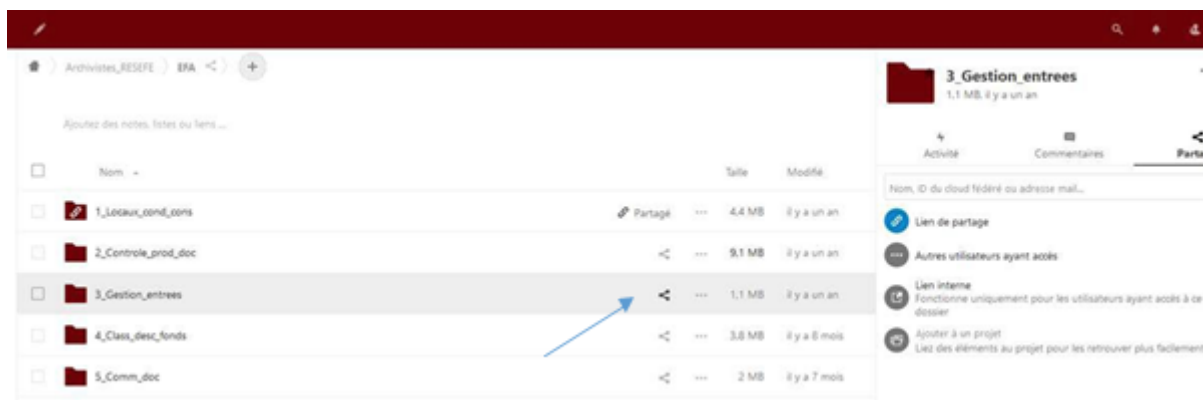 Archivistes_RESEFE EFA
Ajoutez des notes, listes ou liens ...
Nom Taille Modifié
1_Locaux_cond_cons Partagé ... 4,4 MB il y a un an
2_Controle_prod_doc ... 9,1 MB il y a un an
3_Gestion_entrees ... 1,1 MB il y a un an
4_Class_desc_fonds ... 3,8 MB il y a 8 mois
5_Comm_doc ... 2 MB il y a 7 mois
3_Gestion_entrees
1,1 MB, il y a un an
Activité Commentaires Parta
Nom, ID du cloud fédéré ou adresse mail...
Lien de partage
Autres utilisateurs ayant accès
Lien interne
Fonctionne uniquement pour les utilisateurs ayant accès à ce
dossier
Ajouter à un projet
Liez des éléments au projet pour les retrouver plus facilement